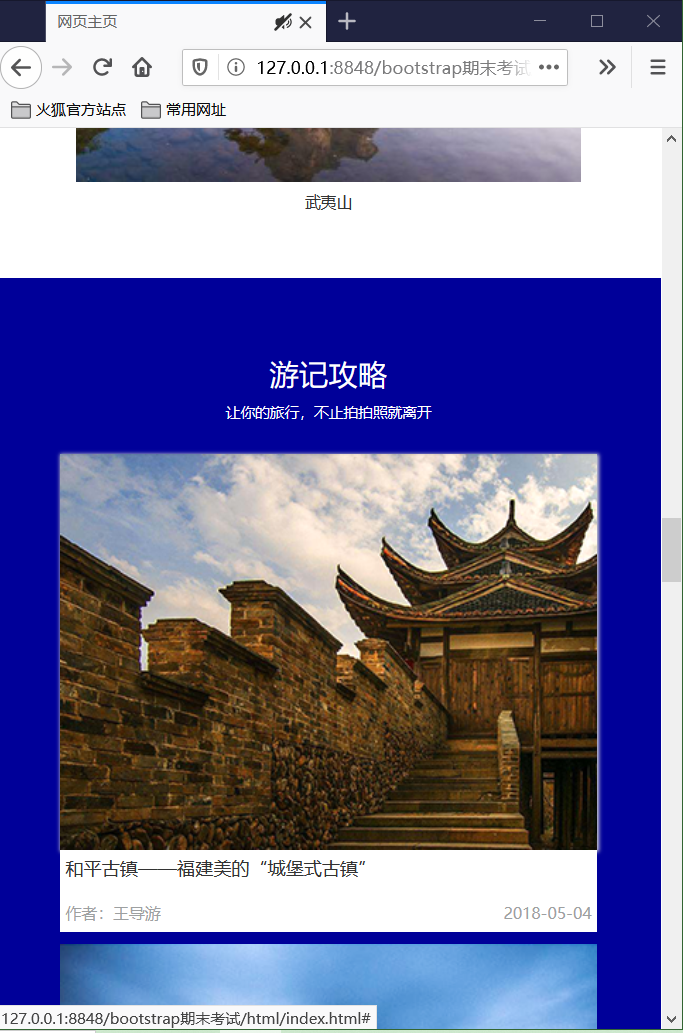 网页主页
127.0.0.1:8848/bootstrap期末考试
火狐官方站点
常用网址
武夷山
游记攻略
让你的旅行，不止拍拍照就离开
和平古镇——福建美的“城堡式古镇”
作者：王导游
2018-05-04
127.0.0.1:8848/bootstrap期末考试/html/index.html#